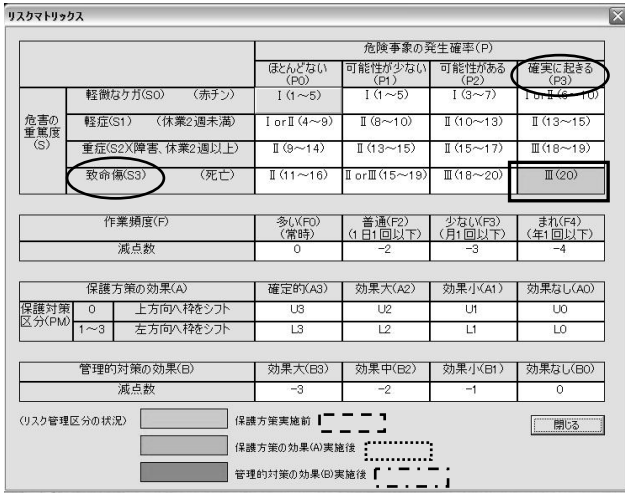 リスクマトリックス
危険事象の発生確率(P)
ほとんどない(P0) 可能性が少ない(P1) 可能性がある(P2) 確実に起きる(P3)
危害の重篤度(S)
軽微なケガ(S0) (赤チン) Ⅰ(1～5) Ⅰ(1～5) Ⅰ(3～7) Ⅰ orⅡ(6～10)
軽症(S1) (休業2週未満) Ⅰ orⅡ(4～9) Ⅱ(8～10) Ⅱ(10～13) Ⅱ(13～15)
重症(S2)(障害、休業2週以上) Ⅱ(9～14) Ⅱ(13～15) Ⅱ(15～17) Ⅲ(18～19)
致命傷(S3) (死亡) Ⅱ(11～16) Ⅱ orⅢ(15～19) Ⅲ(18～20) Ⅲ(20)
作業頻度(F) 多い(F0)(常時) 普通(F2)(1日1回以下) 少ない(F3)(月1回以下) まれ(F4)(年1回以下)
減点数 0 －2 －3 －4
保護方策の効果(A) 確定的(A3) 効果大(A2) 効果小(A1) 効果なし(A0)
保護対策区分(PM) 0 上方向へ枠をシフト U3 U2 U1 U0
1～3 左方向へ枠をシフト L3 L2 L1 L0
管理的対策の効果(B) 効果大(B3) 効果中(B2) 効果小(B1) 効果なし(B0)
減点数 －3 －2 －1 0
(リスク管理区分の状況) 保護方策実施前 閉じる
保護方策の効果(A)実施後
管理的対策の効果(B)実施後